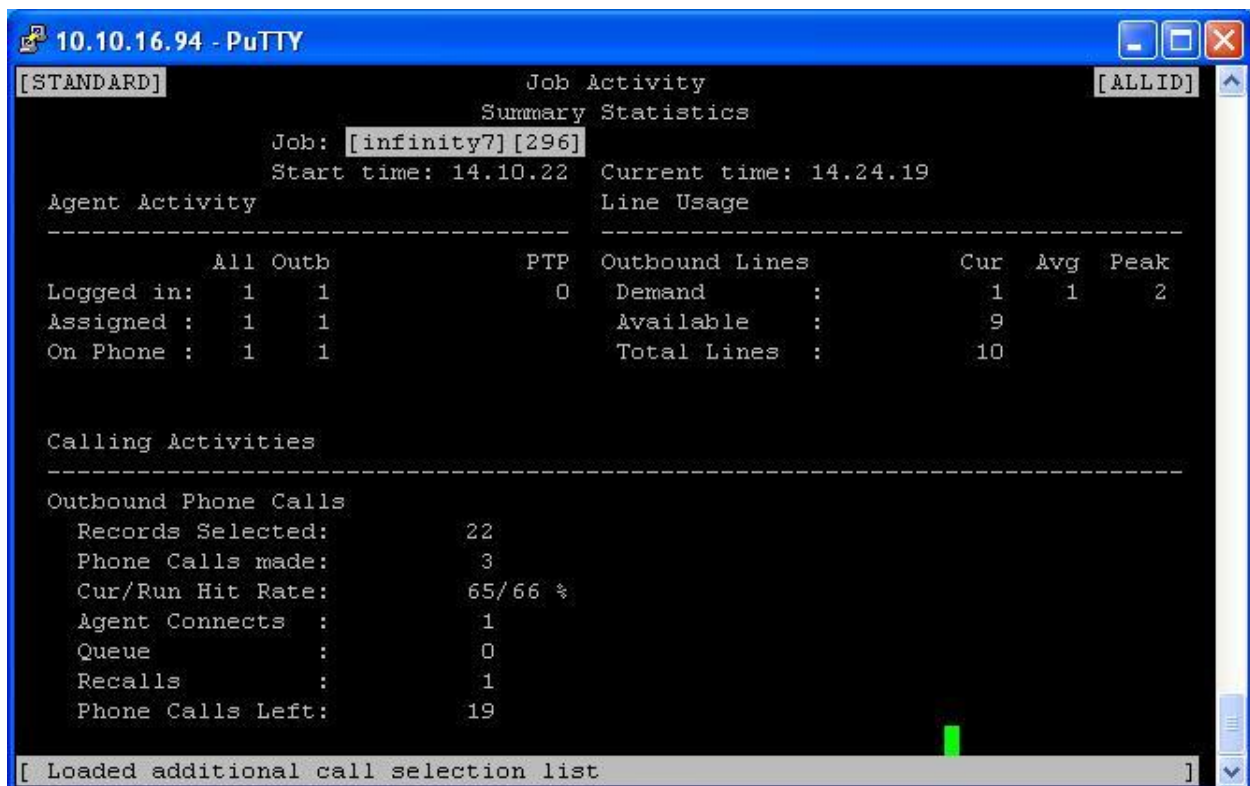 10.10.16.94 - PuTTY
[STANDARD] Job Activity [ALLID]
Summary Statistics
Job: [infinity7][296]
Start time: 14.10.22 Current time: 14.24.19
Agent Activity Line Usage
----------------------------------- ---------------------------------------
All Outb PTP Outbound Lines Cur Avg Peak
Logged in: 1 1 0 Demand : 1 1 2
Assigned : 1 1 Available : 9
On Phone : 1 1 Total Lines : 10
Calling Activities
----------------------------------------------------------------------------
Outbound Phone Calls
Records Selected: 22
Phone Calls made: 3
Cur/Run Hit Rate: 65/66 %
Agent Connects : 1
Queue : 0
Recalls : 1
Phone Calls Left: 19
[ Loaded additional call selection list ]